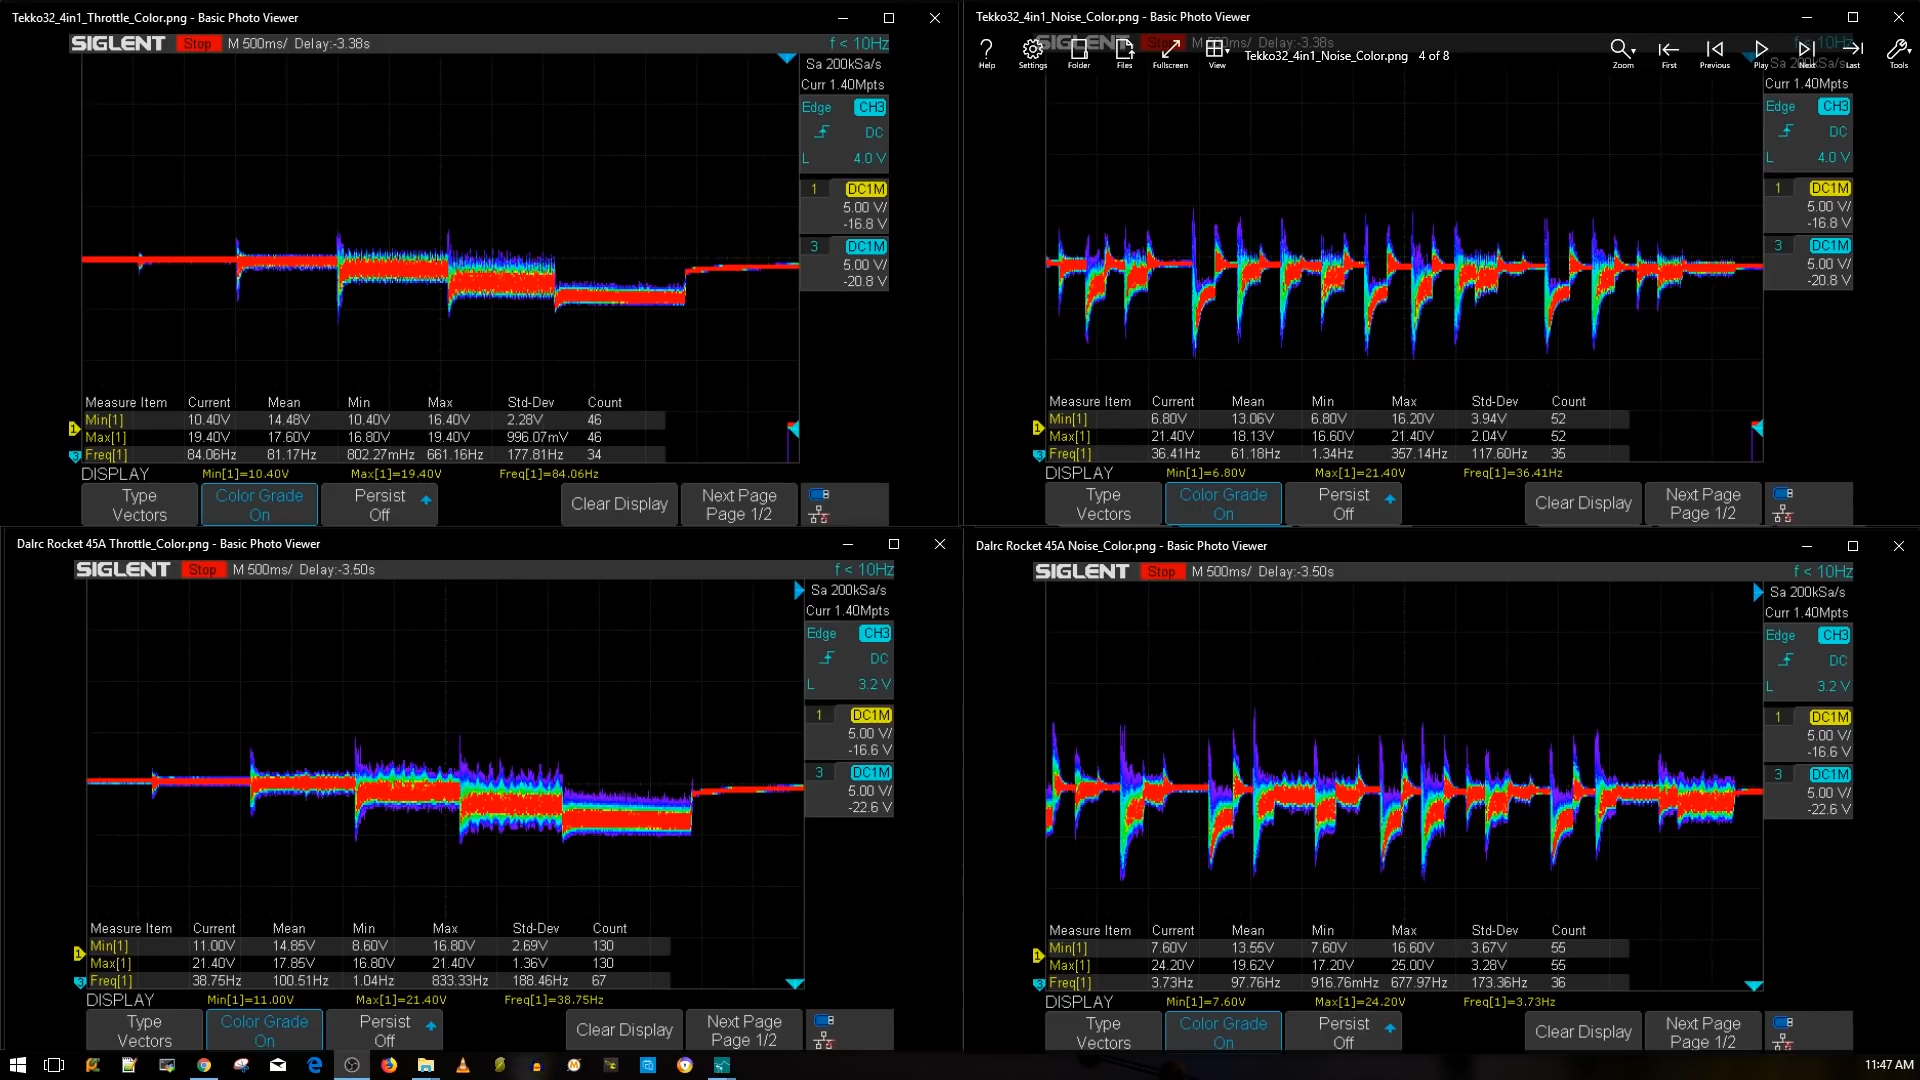 Tekko32_4in1_Throttle_Color.png - Basic Photo Viewer
SIGLENT Stop M 500ms/ Delay:-3.38s f < 10Hz
Sa 200kSa/s
Curr 1.40Mpts
Edge CH3
DC
L 4.0 V
1 DC1M
5.00 V/
-16.8 V
3 DC1M
5.00 V/
-20.8 V
Measure Item Current Mean Min Max Std-Dev Count
Min[1] 10.40V 14.48V 10.40V 16.40V 2.28V 46
Max[1] 19.40V 17.60V 16.80V 19.40V 996.07mV 46
Freq[1] 84.06Hz 81.17Hz 802.27mHz 661.16Hz 177.81Hz 34
DISPLAY Min[1]=10.40V Max[1]=19.40V Freq[1]=84.06Hz
Type Color Grade Persist Clear Display Next Page
Vectors On Off Page 1/2
Tekko32_4in1_Noise_Color.png - Basic Photo Viewer
SIGLENT Stop M 500ms/ Delay:-3.38s f < 10Hz
Help Settings Folder Files Fullscreen View Tekko32_4in1_Noise_Color.png 4 of 8 Zoom First Previous Play Next Last Tools
Sa 200kSa/s
Curr 1.40Mpts
Edge CH3
DC
L 4.0 V
1 DC1M
5.00 V/
-16.8 V
3 DC1M
5.00 V/
-20.8 V
Measure Item Current Mean Min Max Std-Dev Count
Min[1] 6.80V 13.06V 6.80V 16.20V 3.94V 52
Max[1] 21.40V 18.13V 16.60V 21.40V 2.04V 52
Freq[1] 36.41Hz 61.18Hz 1.34Hz 357.14Hz 117.60Hz 35
DISPLAY Min[1]=6.80V Max[1]=21.40V Freq[1]=36.41Hz
Type Color Grade Persist Clear Display Next Page
Vectors On Off Page 1/2
Dalrc Rocket 45A Throttle_Color.png - Basic Photo Viewer
SIGLENT Stop M 500ms/ Delay:-3.50s f < 10Hz
Sa 200kSa/s
Curr 1.40Mpts
Edge CH3
DC
L 3.2 V
1 DC1M
5.00 V/
-16.6 V
3 DC1M
5.00 V/
-22.6 V
Measure Item Current Mean Min Max Std-Dev Count
Min[1] 11.00V 14.85V 8.60V 16.80V 2.69V 130
Max[1] 21.40V 17.85V 16.80V 21.40V 1.36V 130
Freq[1] 38.75Hz 100.51Hz 1.04Hz 833.33Hz 188.46Hz 67
DISPLAY Min[1]=11.00V Max[1]=21.40V Freq[1]=38.75Hz
Type Color Grade Persist Clear Display Next Page
Vectors On Off Page 1/2
Dalrc Rocket 45A Noise_Color.png - Basic Photo Viewer
SIGLENT Stop M 500ms/ Delay:-3.50s f < 10Hz
Sa 200kSa/s
Curr 1.40Mpts
Edge CH3
DC
L 3.2 V
1 DC1M
5.00 V/
-16.6 V
3 DC1M
5.00 V/
-22.6 V
Measure Item Current Mean Min Max Std-Dev Count
Min[1] 7.60V 13.55V 7.60V 16.60V 3.67V 55
Max[1] 24.20V 19.62V 17.20V 25.00V 3.28V 55
Freq[1] 3.73Hz 97.76Hz 916.76mHz 677.97Hz 173.36Hz 36
DISPLAY Min[1]=7.60V Max[1]=24.20V Freq[1]=3.73Hz
Type Color Grade Persist Clear Display Next Page
Vectors On Off Page 1/2
11:47 AM